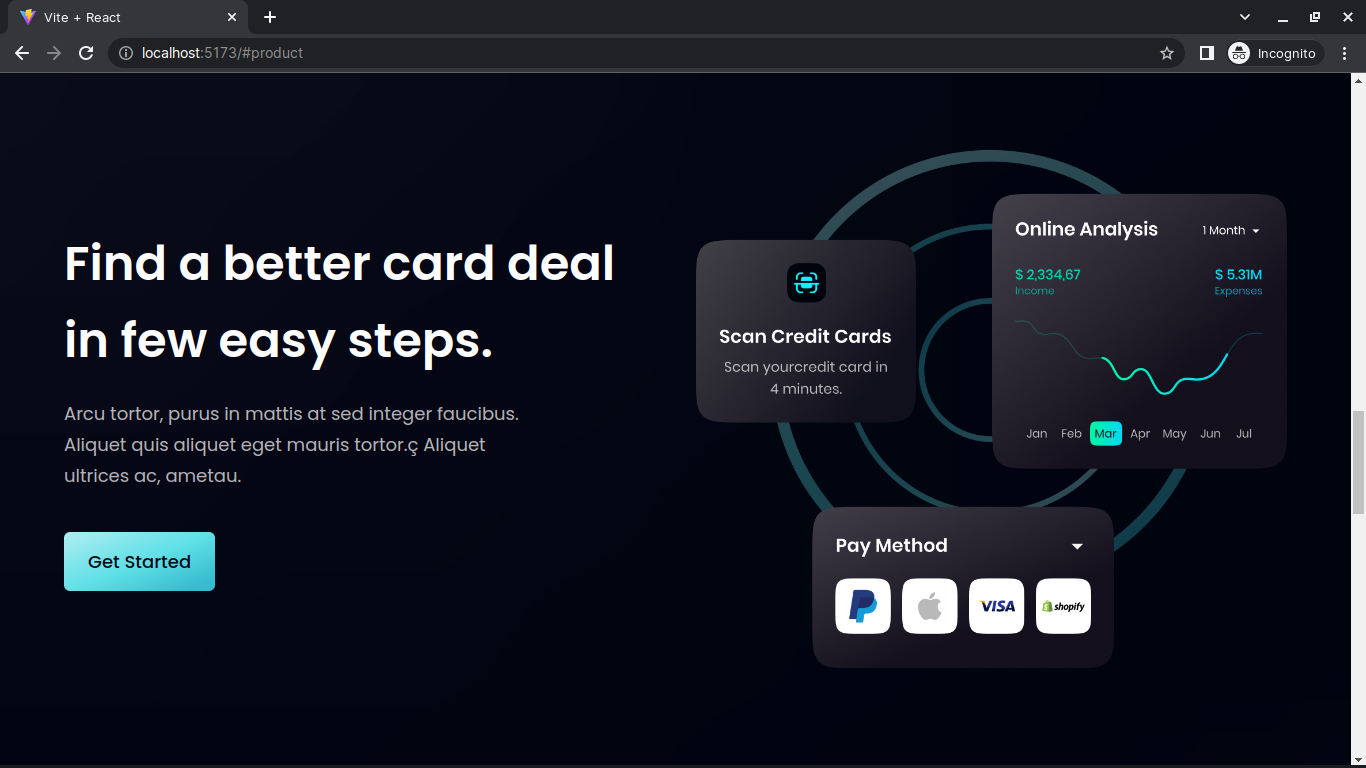 Vite + React
localhost:5173/#product
Incognito
Find a better card deal
in few easy steps.
Arcu tortor, purus in mattis at sed integer faucibus.
Aliquet quis aliquet eget mauris tortor.ç Aliquet
ultrices ac, ametau.
Get Started
Scan Credit Cards
Scan yourcredit card in
4 minutes.
Online Analysis 1 Month
$ 2,334,67 $ 5.31M
Income Expenses
Jan Feb Mar Apr May Jun Jul
Pay Method
VISA shopify